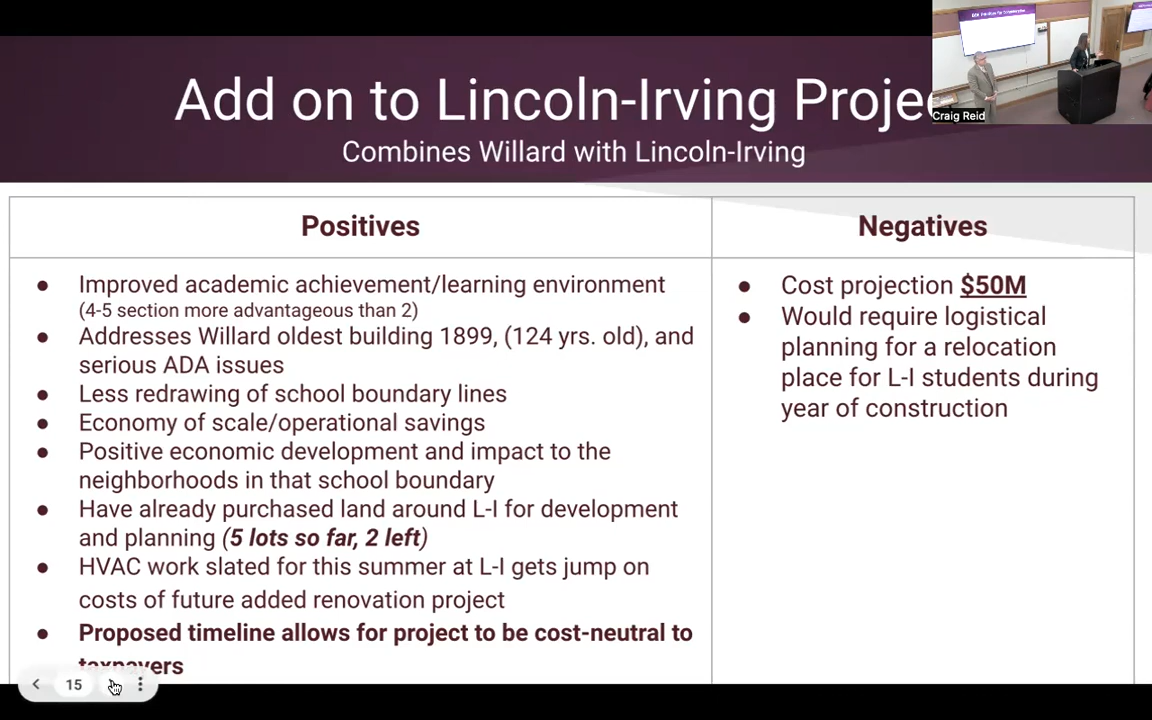 Add on to Lincoln-Irving Projec
Combines Willard with Lincoln-Irving
Craig Reid
Positives
Negatives
● Improved academic achievement/learning environment
(4-5 section more advantageous than 2)
● Addresses Willard oldest building 1899, (124 yrs. old), and
serious ADA issues
● Less redrawing of school boundary lines
● Economy of scale/operational savings
● Positive economic development and impact to the
neighborhoods in that school boundary
● Have already purchased land around L-I for development
and planning (5 lots so far, 2 left)
● HVAC work slated for this summer at L-I gets jump on
costs of future added renovation project
● Proposed timeline allows for project to be cost-neutral to
taxpayers
● Cost projection $50M
● Would require logistical
planning for a relocation
place for L-I students during
year of construction
15